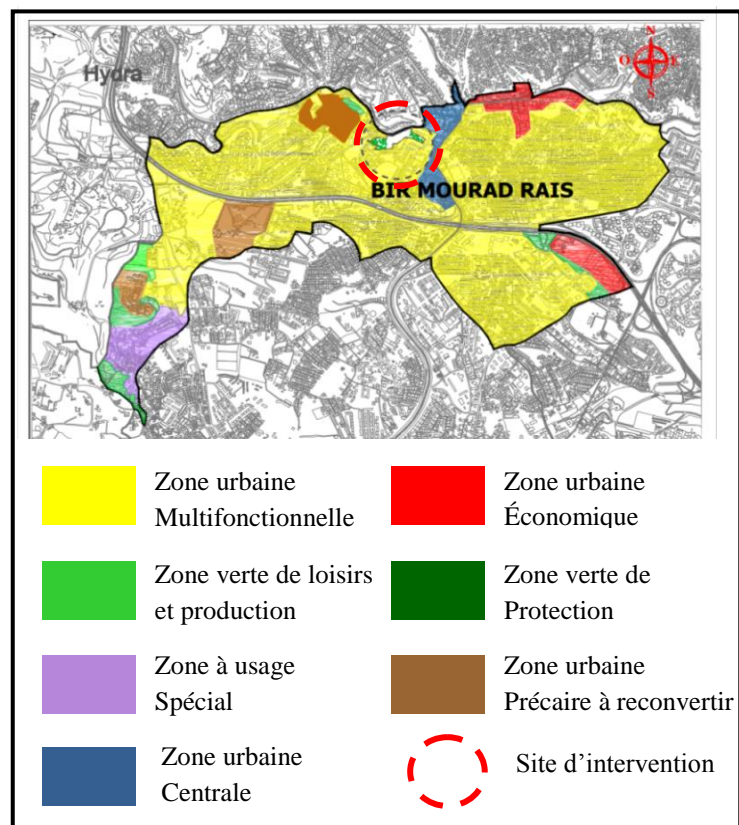 N
Hydra
O E
S
BIR MOURAD RAIS
Zone urbaine
Multifonctionnelle
Zone urbaine
Économique
Zone verte de loisirs
et production
Zone verte de
Protection
Zone à usage
Spécial
Zone urbaine
Précaire à reconvertir
Zone urbaine
Centrale
Site d’intervention